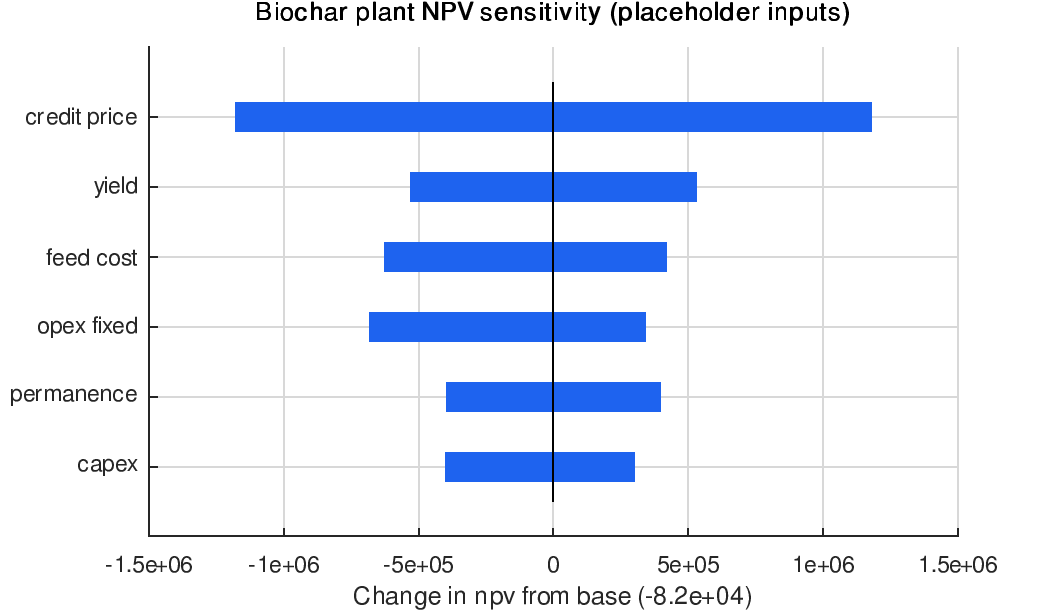 Biochar plant NPV sensitivity (placeholder inputs)
credit price
yield
feed cost
opex fixed
permanence
capex
-1.5e+06 -1e+06 -5e+05 0 5e+05 1e+06 1.5e+06
Change in npv from base (-8.2e+04)